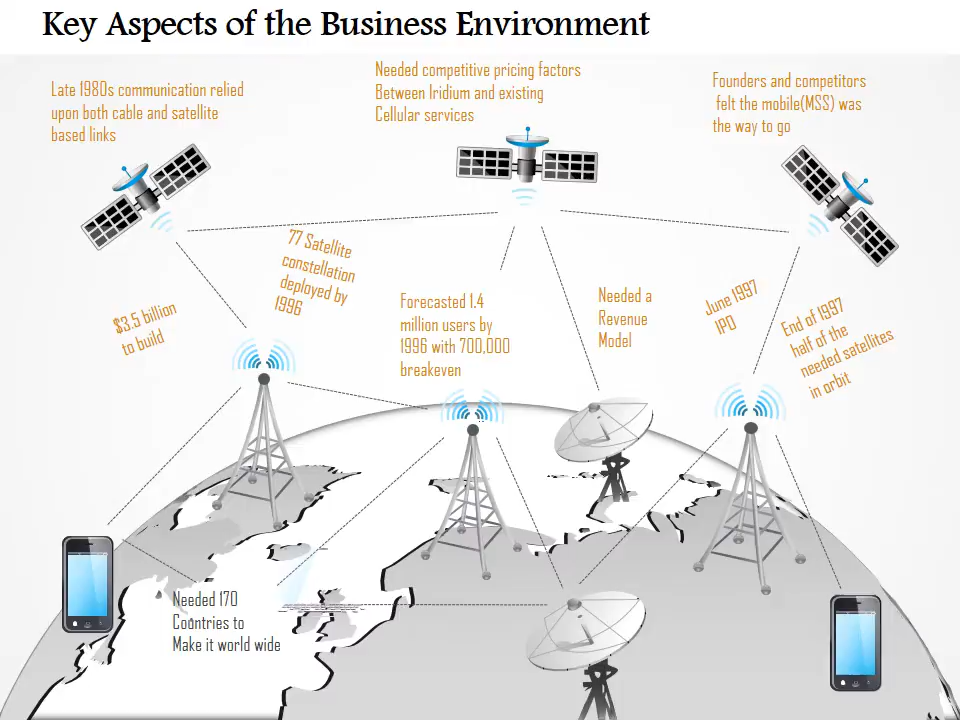 Key Aspects of the Business Environment
Late 1980s communication relied
upon both cable and satellite
based links
Needed competitive pricing factors
Between Iridium and existing
Cellular services
Founders and competitors
felt the mobile(MSS) was
the way to go
77 Satellite
constellation
deployed by
1996
$3.5 billion
to build
Forecasted 1.4
million users by
1996 with 700,000
breakeven
Needed a
Revenue
Model
June 1997
IPO
End of 1997
half of the
needed satellites
in orbit
Needed 170
Countries to
Make it world wide